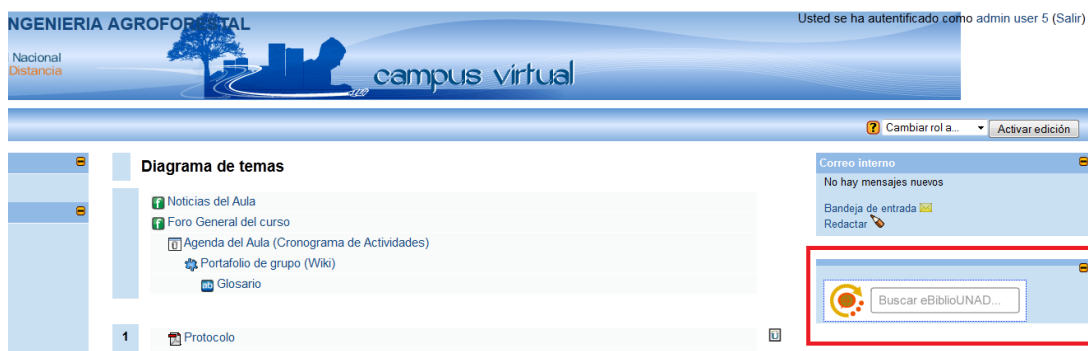 NGENIERIA AGROFORESTAL
Usted se ha autentificado como admin user 5 (Salir)
Nacional
Distancia
campus virtual
Cambiar rol a...
Activar edición
Diagrama de temas
Noticias del Aula
Foro General del curso
Agenda del Aula (Cronograma de Actividades)
Portafolio de grupo (Wiki)
Glosario
1 Protocolo
Correo interno
No hay mensajes nuevos
Bandeja de entrada
Redactar
Buscar eBiblioUNAD...